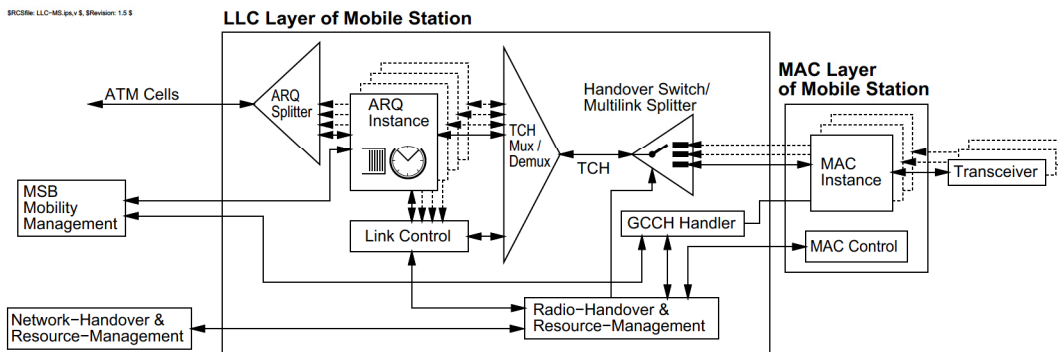 $RCSfile: LLC-MS.ips,v $, $Revision: 1.5 $
LLC Layer of Mobile Station
MAC Layer
of Mobile Station
ATM Cells
ARQ
Splitter
ARQ
Instance
TCH
Mux /
Demux
Handover Switch/
Multilink Splitter
TCH
MAC
Instance
Transceiver
MSB
Mobility
Management
Link Control
GCCH Handler
MAC Control
Network-Handover &
Resource-Management
Radio-Handover &
Resource-Management